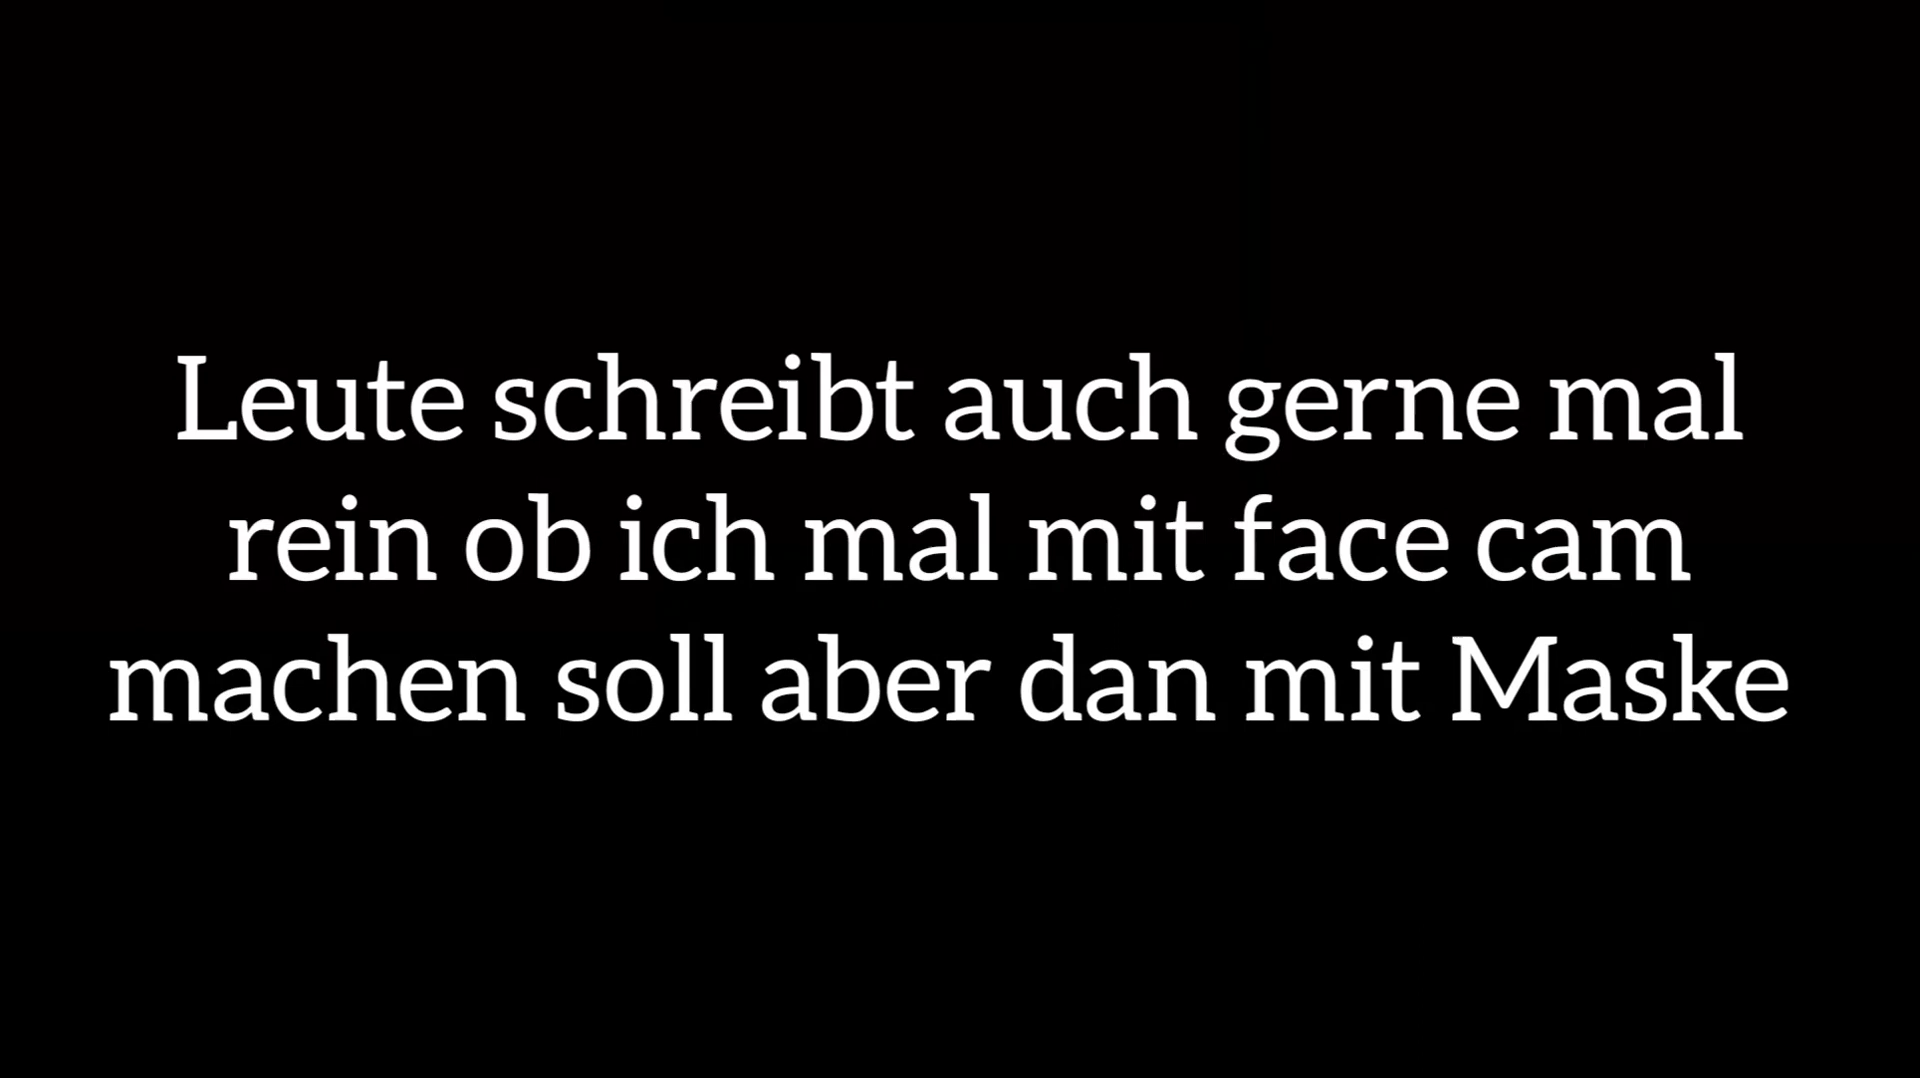 Leute schreibt auch gerne mal
rein ob ich mal mit face cam
machen soll aber dan mit Maske